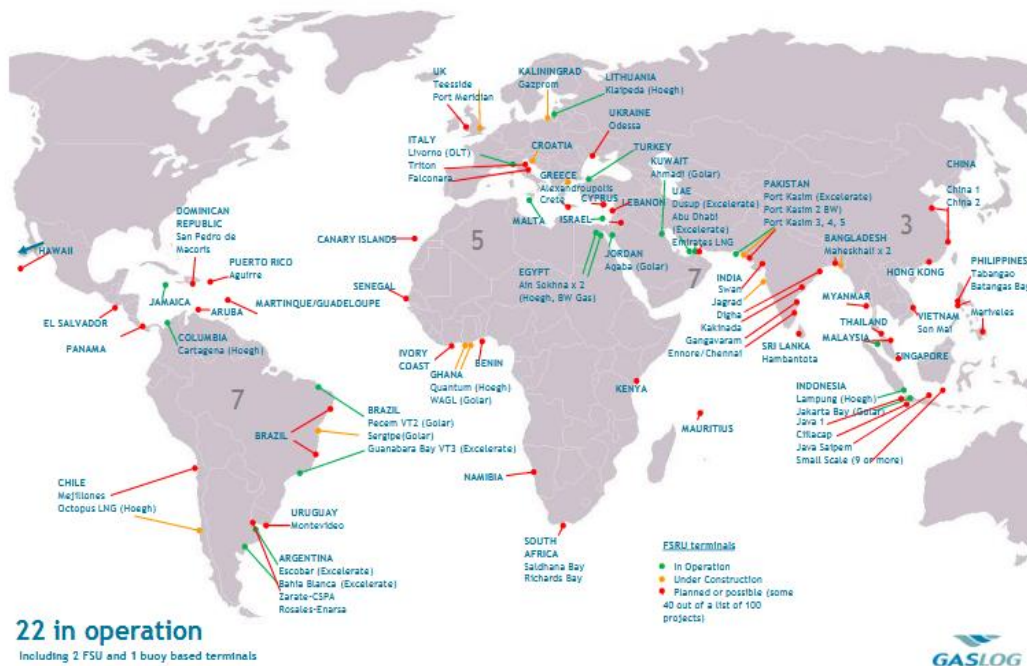 UK
Teesside
Port Meridian
KALININGRAD
Gazprom
LITHUANIA
Klaipeda (Hoegh)
UKRAINE
Odessa
ITALY
Livorno (OLT)
Triton
Falconara
CROATIA
TURKEY
GREECE
Alexandroupolis
Crete
CYPRUS
LEBANON
MALTA
ISRAEL
KUWAIT
Ahmadi (Golar)
UAE
Dusup (Excelerate)
Abu Dhabi
(Excelerate)
Emirates LNG
PAKISTAN
Port Kasim (Excelerate)
Port Kasim 2 BW)
Port Kasim 3, 4, 5
BANGLADESH
Maheskhali x 2
3
CHINA
China 1
China 2
HONG KONG
PHILIPPINES
Tabangao
Batangas Bay
Mariveles
HAWAII
DOMINICAN
REPUBLIC
San Pedro de
Macoris
PUERTO RICO
Aguirre
JAMAICA
MARTINQUE/GUADELOUPE
ARUBA
EL SALVADOR
PANAMA
COLUMBIA
Cartagena (Hoegh)
CANARY ISLANDS
5
SENEGAL
EGYPT
Ain Sokhna x 2
(Hoegh, BW Gas)
JORDAN
Aqaba (Golar)
7
INDIA
Swan
Jagrad
Digha
Kakinada
Gangavaram
Ennore/Chennai
MYANMAR
THAILAND
MALAYSIA
VIETNAM
Son Mai
SRI LANKA
Hambantota
SINGAPORE
IVORY
COAST
GHANA
Quantum (Hoegh)
WAGL (Golar)
BENIN
KENYA
MAURITIUS
INDONESIA
Lampung (Hoegh)
Jakarta Bay (Golar)
Java 1
Cilacap
Java Saipem
Small Scale (9 or more)
7
BRAZIL
Pecem VT2 (Golar)
Sergipe(Golar)
Guanabara Bay VT3 (Excelerate)
BRAZIL
CHILE
Mejillones
Octopus LNG (Hoegh)
URUGUAY
Montevideo
ARGENTINA
Escobar (Excelerate)
Bahia Blanca (Excelerate)
Zarate-CSPA
Rosales-Enarsa
NAMIBIA
SOUTH
AFRICA
Saldhana Bay
Richards Bay
FSRU terminals
In Operation
Under Construction
Planned or possible (some
40 out of a list of 100
projects)
22 in operation
Including 2 FSU and 1 buoy based terminals
GASLOG